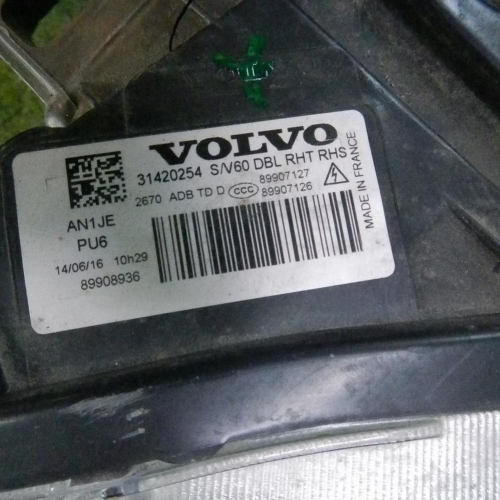 VOLVO
31420254 S/V60 DBL RHT RHS
2670 ADB TD D CCC 89907127
89907126
AN1JE
PU6
14/06/16 10h29
89908936
MADE IN FRANCE